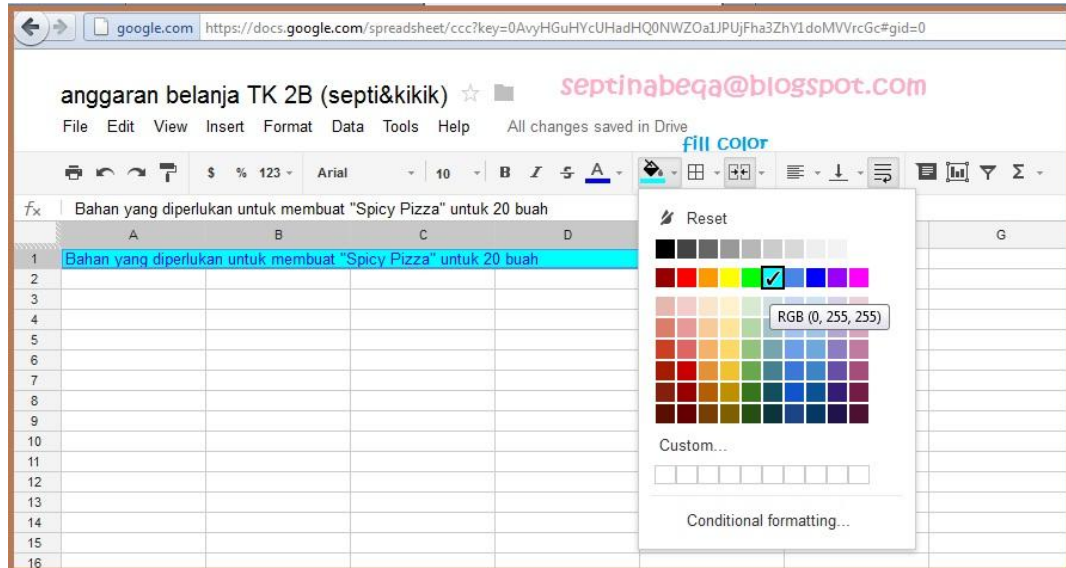 google.com https://docs.google.com/spreadsheet/ccc?key=0AvyHGuHYcUHadHQ0NWZOa1JPUjFha3ZhY1doMVVrcGc#gid=0
anggaran belanja TK 2B (septi&kikik)
septinabeqa@blogspot.com
File Edit View Insert Format Data Tools Help All changes saved in Drive
fill color
$ % 123 Arial 10 B I S A Σ
fx Bahan yang diperlukan untuk membuat "Spicy Pizza" untuk 20 buah
A B C D G
1 Bahan yang diperlukan untuk membuat "Spicy Pizza" untuk 20 buah
2
3
4
5
6
7
8
9
10
11
12
13
14
15
16
Reset
RGB (0, 255, 255)
Custom...
Conditional formatting...